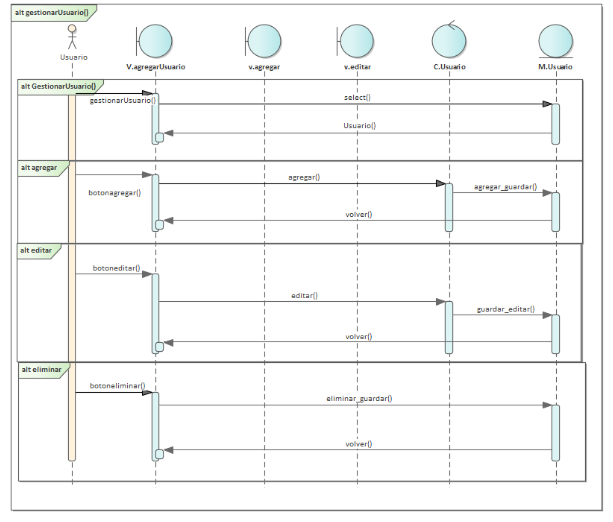 alt gestionarUsuario()
Usuario
V.agregarUsuario
v.agregar
v.editar
C.Usuario
M.Usuario
alt GestionarUsuario()
gestionarUsuario()
select()
Usuario()
alt agregar
botonagregar()
agregar()
agregar_guardar()
volver()
alt editar
botoneditar()
editar()
guardar_editar()
volver()
alt eliminar
botoneliminar()
eliminar_guardar()
volver()